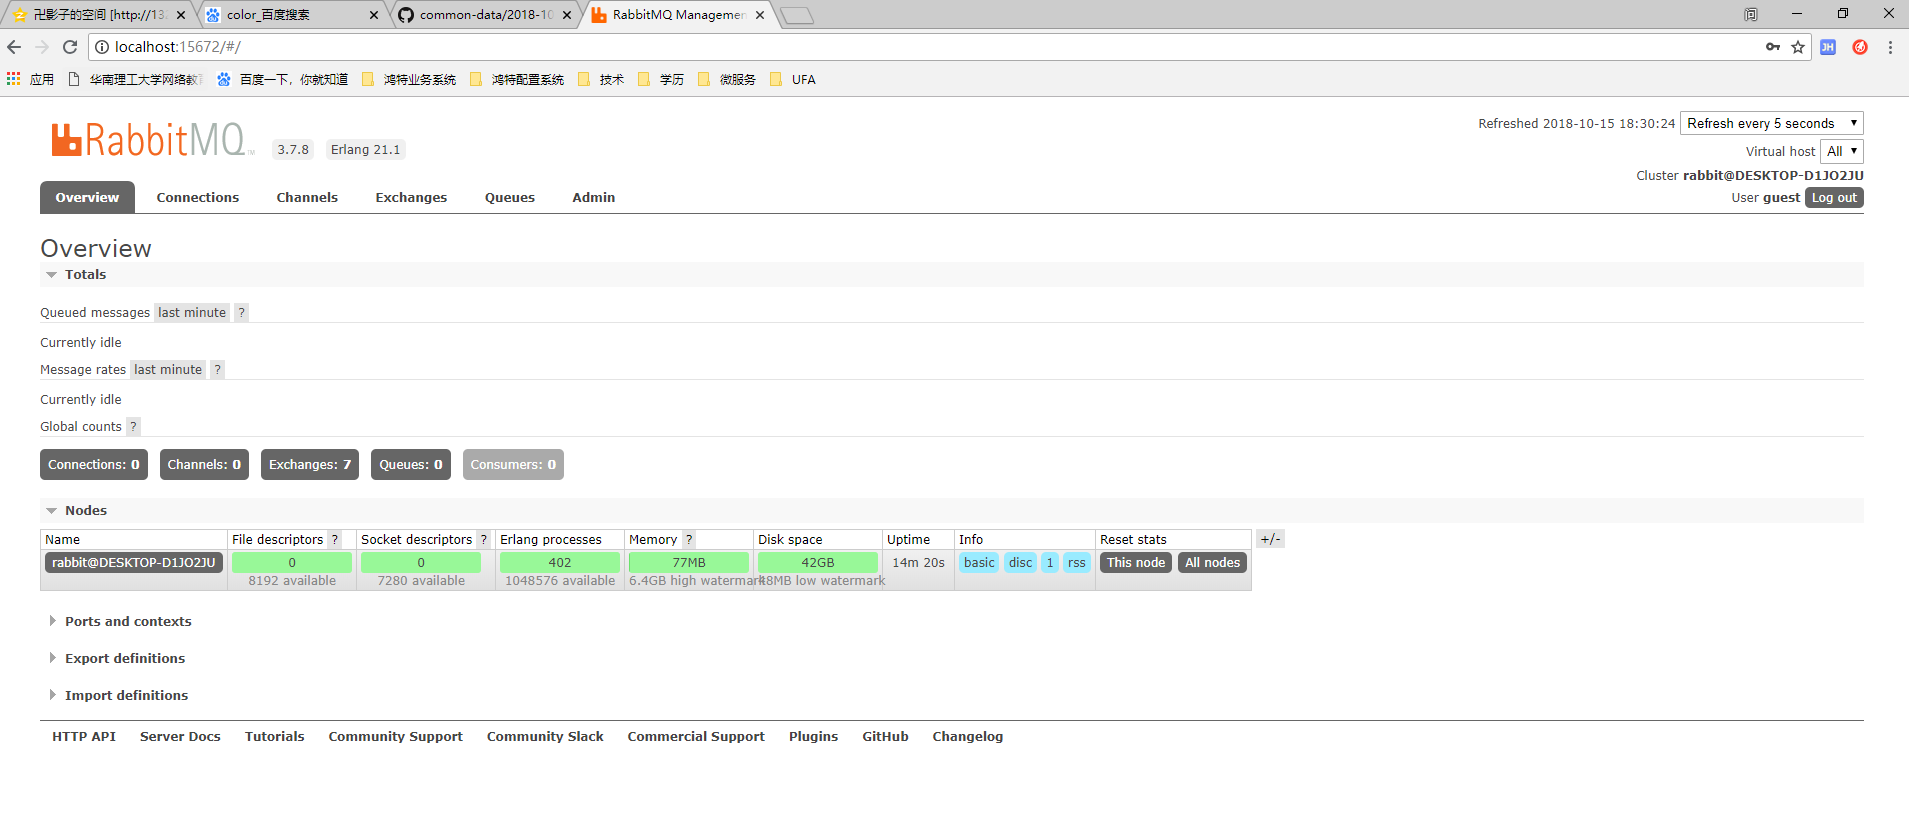 卍影子的空间 [http://13
color_百度搜索
common-data/2018-10
RabbitMQ Managemen
localhost:15672/#/
应用 华南理工大学网络教 百度一下，你就知道 鸿特业务系统 鸿特配置系统 技术 学历 微服务 UFA
RabbitMQ TM 3.7.8 Erlang 21.1
Refreshed 2018-10-15 18:30:24 Refresh every 5 seconds
Virtual host All
Cluster rabbit@DESKTOP-D1JO2JU
User guest Log out
Overview Connections Channels Exchanges Queues Admin
Overview
Totals
Queued messages last minute ?
Currently idle
Message rates last minute ?
Currently idle
Global counts ?
Connections: 0 Channels: 0 Exchanges: 7 Queues: 0 Consumers: 0
Nodes
Name File descriptors ? Socket descriptors ? Erlang processes Memory ? Disk space Uptime Info Reset stats +/-
rabbit@DESKTOP-D1JO2JU 0 0 402 77MB 42GB 14m 20s basic disc 1 rss This node All nodes
8192 available 7280 available 1048576 available 6.4GB high watermark 48MB low watermark
Ports and contexts
Export definitions
Import definitions
HTTP API Server Docs Tutorials Community Support Community Slack Commercial Support Plugins GitHub Changelog